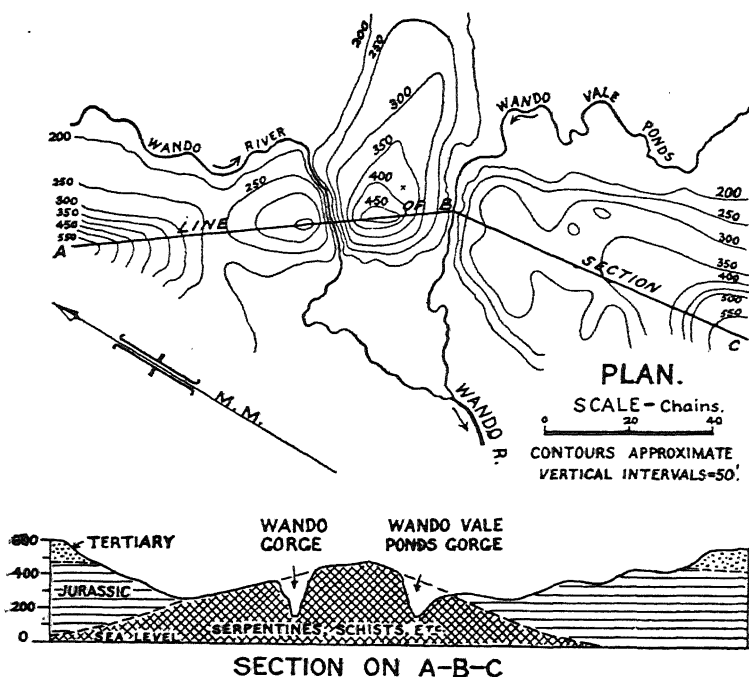 200
250
300
200
WANDO
RIVER
WANDO
VALE
PONDS
350
400
450
250
250
300
350
450
550
200
250
300
350
400
500
550
A
LINE
OF
B
SECTION
C
M.M.
WANDO R.
PLAN.
SCALE-Chains.
0 20 40
CONTOURS APPROXIMATE
VERTICAL INTERVALS=50'.
WANDO
GORGE
WANDO VALE
PONDS GORGE
TERTIARY
400
JURASSIC
200
0
SEA LEVEL
SERPENTINES, SCHISTS, ETC.
SECTION ON A-B-C